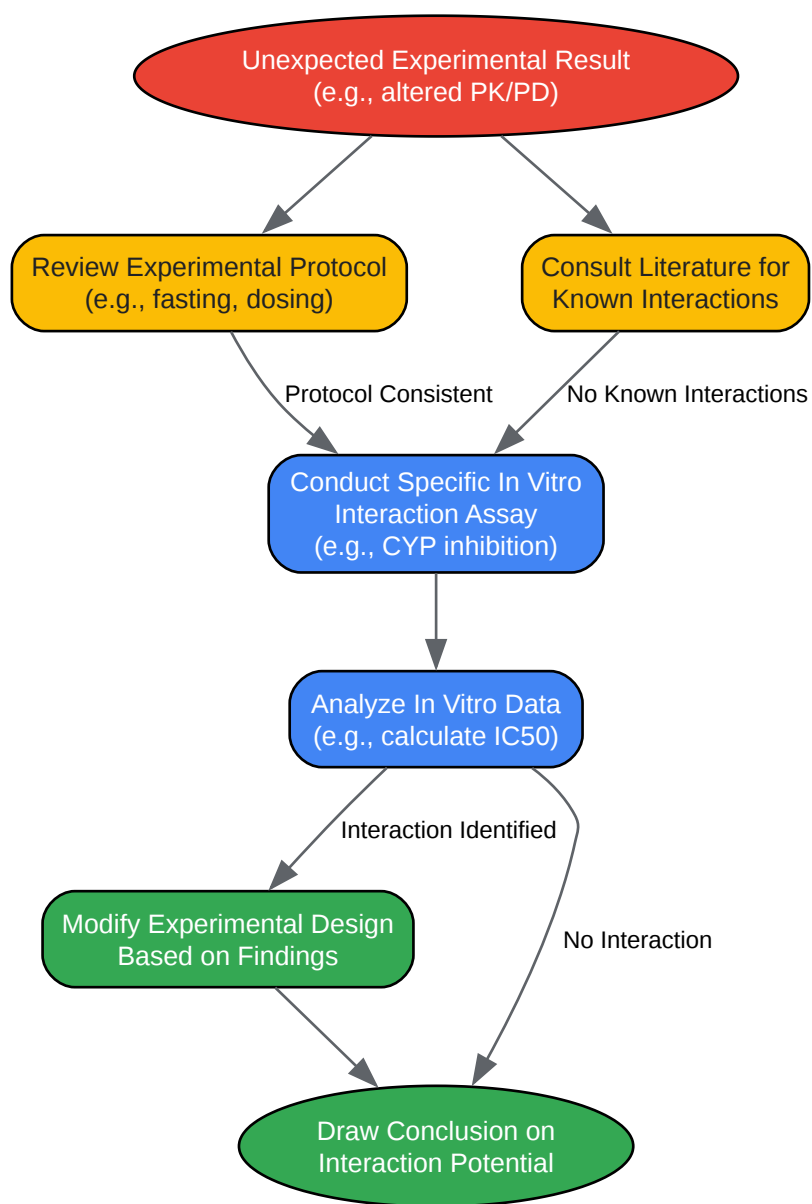 Unexpected Experimental Result
(e.g., altered PK/PD)
Review Experimental Protocol
(e.g., fasting, dosing)
Consult Literature for
Known Interactions
Protocol Consistent
No Known Interactions
Conduct Specific In Vitro
Interaction Assay
(e.g., CYP inhibition)
Analyze In Vitro Data
(e.g., calculate IC50)
Interaction Identified
Modify Experimental Design
Based on Findings
No Interaction
Draw Conclusion on
Interaction Potential